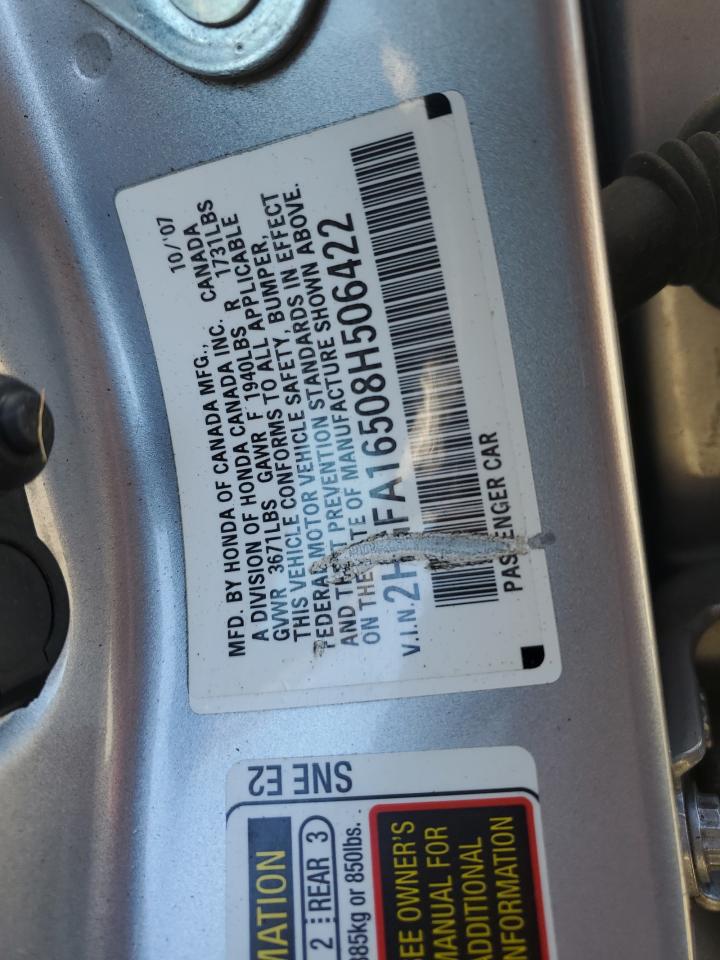 10/'07
MFD. BY HONDA OF CANADA MFG., CANADA
A DIVISION OF HONDA CANADA INC.
GVWR 3671LBS GAWR F 1940LBS R 1731LBS
THIS VEHICLE CONFORMS TO ALL APPLICABLE
FEDERAL MOTOR VEHICLE SAFETY, BUMPER,
AND PREVENTION STANDARDS IN EFFECT
ON THE OF MANUFACTURE SHOWN ABOVE.
V.I.N. FA16508H506422
PASSENGER CAR
SNE E2
MATION
2 REAR 3
385kg or 850lbs.
SEE OWNER'S
MANUAL FOR
ADDITIONAL
INFORMATION